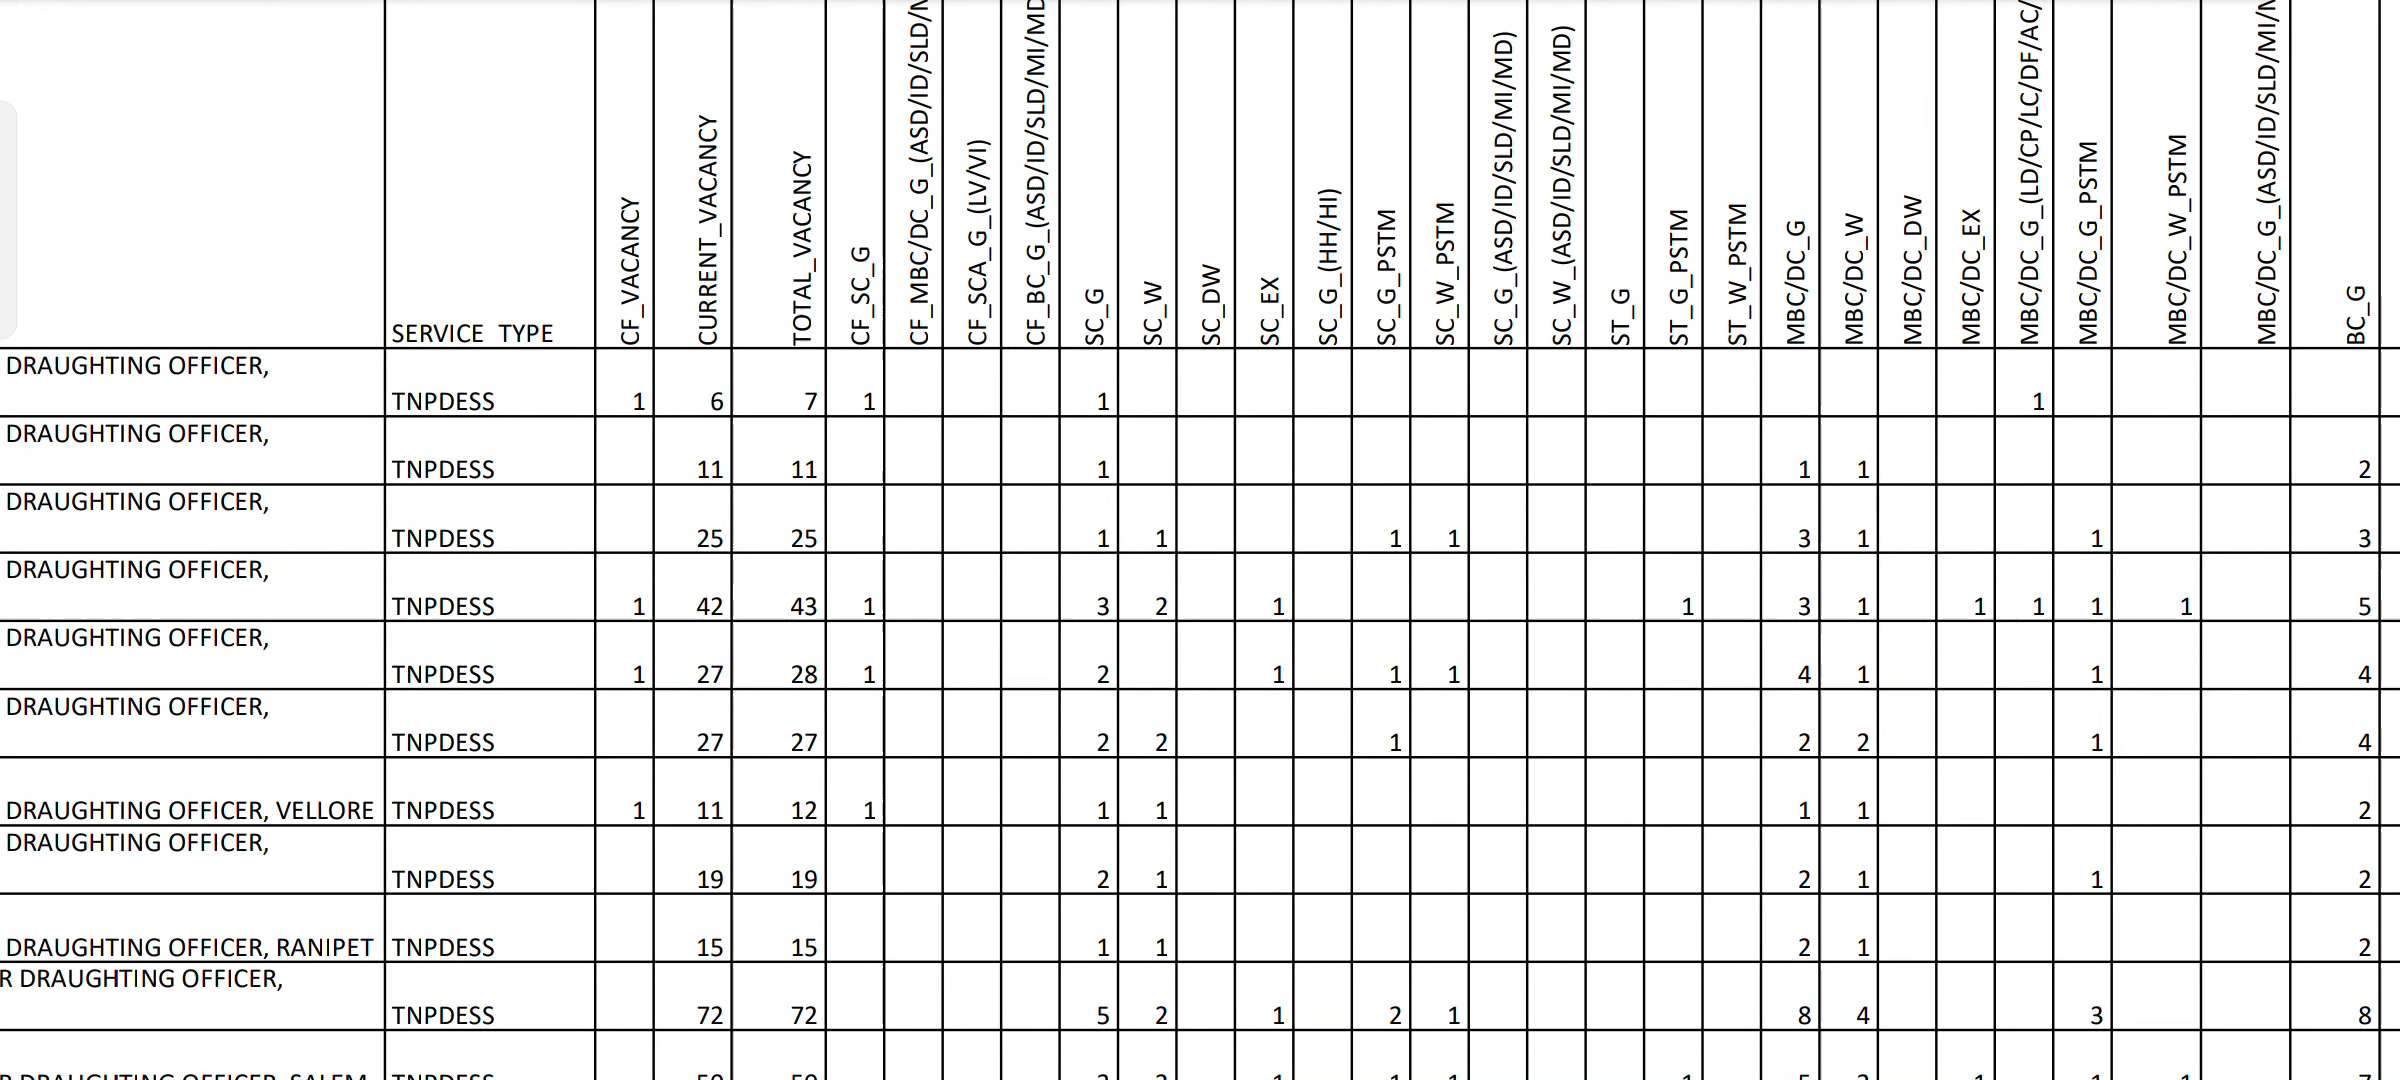 SERVICE_TYPE CF_VACANCY CURRENT_VACANCY TOTAL_VACANCY CF_SC_G CF_MBC/DC_G_(ASD/ID/SLD/ CF_SCA_G_(LV/VI) CF_BC_G_(ASD/ID/SLD/MI/MD SC_G SC_W SC_DW SC_EX SC_G_(HH/HI) SC_G_PSTM SC_W_PSTM SC_G_(ASD/ID/SLD/MI/MD) SC_W_(ASD/ID/SLD/MI/MD) ST_G ST_G_PSTM ST_W_PSTM MBC/DC_G MBC/DC_W MBC/DC_DW MBC/DC_EX MBC/DC_G_(LD/CP/LC/DF/AC/ MBC/DC_G_PSTM MBC/DC_W_PSTM MBC/DC_G_(ASD/ID/SLD/MI/ BC_G
DRAUGHTING OFFICER,
TNPDESS 1 6 7 1 1 1
DRAUGHTING OFFICER,
TNPDESS 11 11 1 1 1 2
DRAUGHTING OFFICER,
TNPDESS 25 25 1 1 1 1 3 1 1 3
DRAUGHTING OFFICER,
TNPDESS 1 42 43 1 3 2 1 1 3 1 1 1 1 1 5
DRAUGHTING OFFICER,
TNPDESS 1 27 28 1 2 1 1 1 4 1 1 4
DRAUGHTING OFFICER,
TNPDESS 27 27 2 2 1 2 2 1 4
DRAUGHTING OFFICER, VELLORE TNPDESS 1 11 12 1 1 1 1 1 2
DRAUGHTING OFFICER,
TNPDESS 19 19 2 1 2 1 1 2
DRAUGHTING OFFICER, RANIPET TNPDESS 15 15 1 1 2 1 2
R DRAUGHTING OFFICER,
TNPDESS 72 72 5 2 1 2 1 8 4 3 8
R DRAUGHTING OFFICER, SALEM TNPDESS